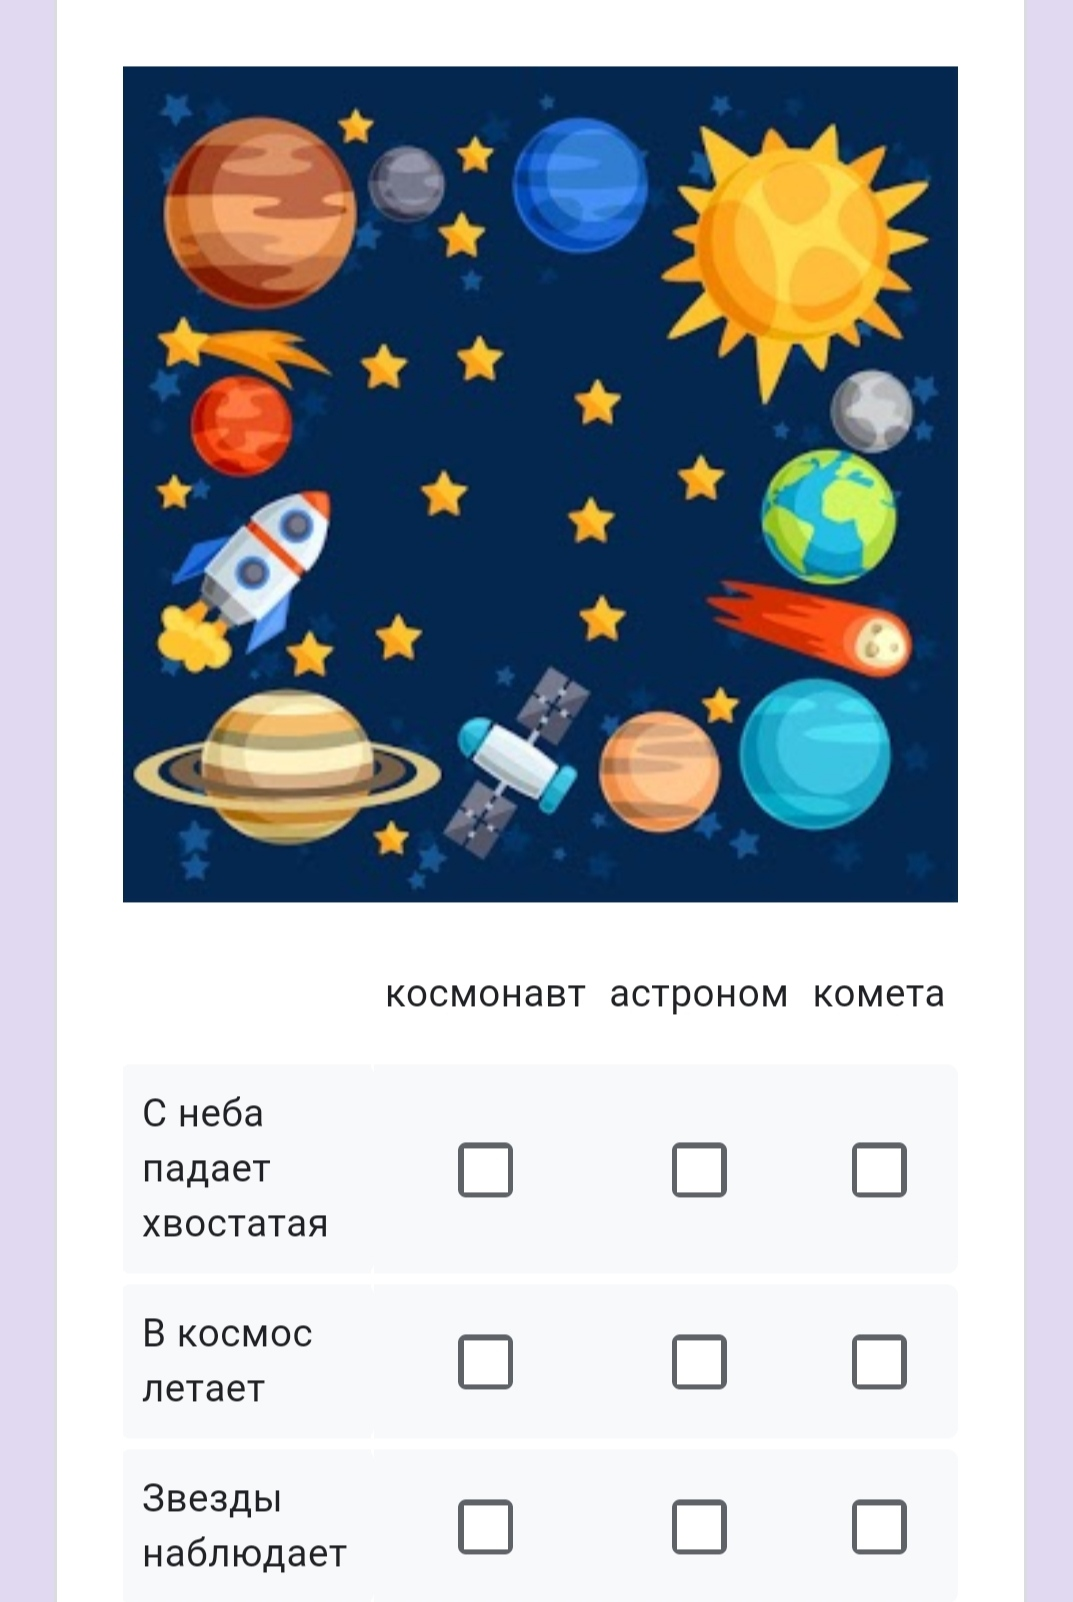 космонавт астроном комета
С неба
падает
хвостатая
В космос
летает
Звезды
наблюдает